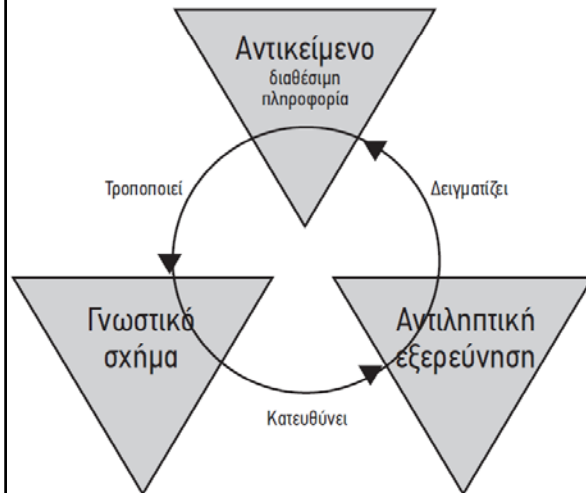 Αντικείμενο
διαθέσιμη
πληροφορία
Τροποποιεί
Δειγματίζει
Γνωστικό
σχήμα
Αντιληπτική
εξερεύνηση
Κατευθύνει